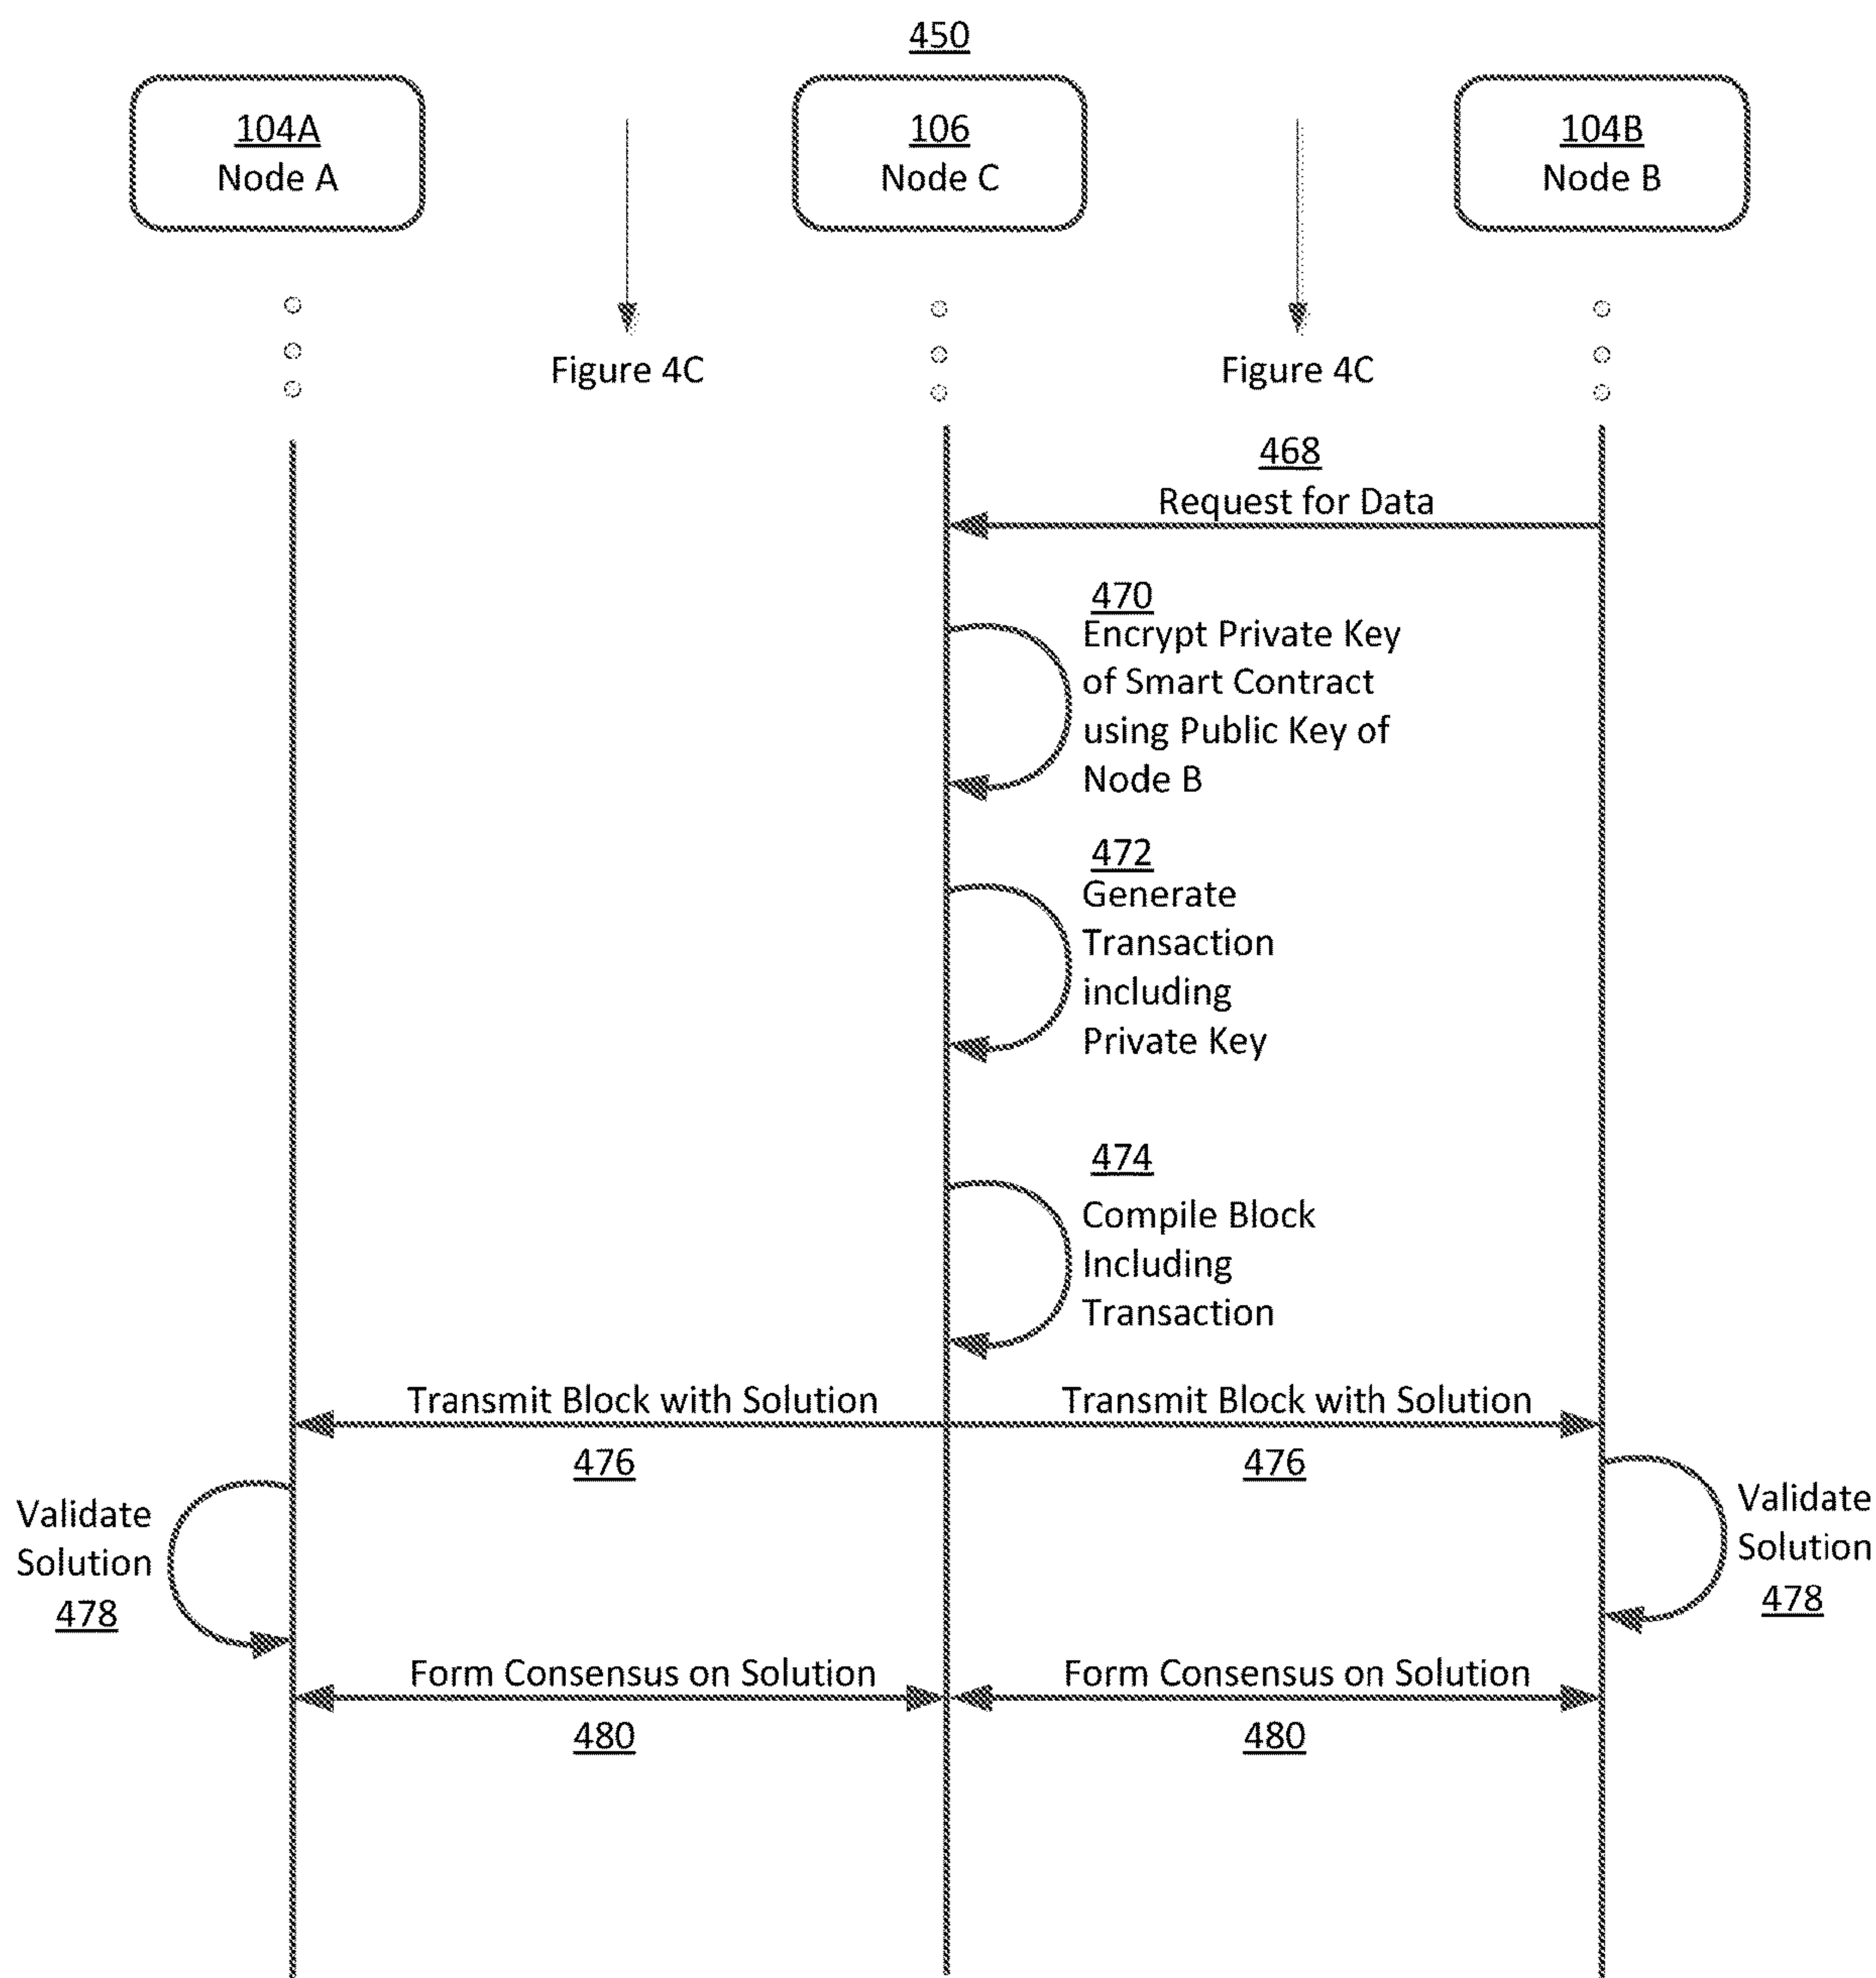 450
104A
Node A
106
Node C
104B
Node B
Figure 4C
Figure 4C
468
Request for Data
470
Encrypt Private Key
of Smart Contract
using Public Key of
Node B
472
Generate
Transaction
including
Private Key
474
Compile Block
Including
Transaction
Transmit Block with Solution
476
Transmit Block with Solution
476
Validate
Solution
478
Validate
Solution
478
Form Consensus on Solution
480
Form Consensus on Solution
480